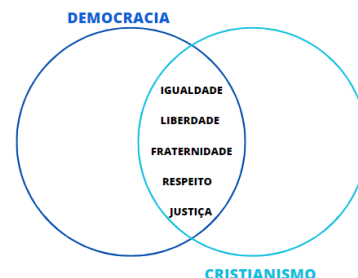 DEMOCRACIA
IGUALDADE
LIBERDADE
FRATERNIDADE
RESPEITO
JUSTIÇA
CRISTIANISMO